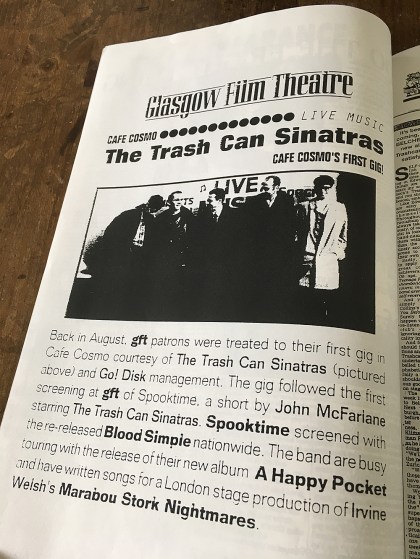 Glasgow Film Theatre
LIVE MUSIC
CAFE COSMO
The Trash Can Sinatras
CAFE COSMO'S FIRST GIG!
LIVE
Back in August, gft patrons were treated to their first gig in
Cafe Cosmo courtesy of The Trash Can Sinatras (pictured
above) and Go! Disk management. The gig followed the first
screening at gft of Spooktime, a short by John McFarlane
starring The Trash Can Sinatras. Spooktime screened with
the re-released Blood Simple nationwide. The band are busy
touring with the release of their new album A Happy Pocket
and have written songs for a London stage production of Irvine
Welsh's Marabou Stork Nightmares.